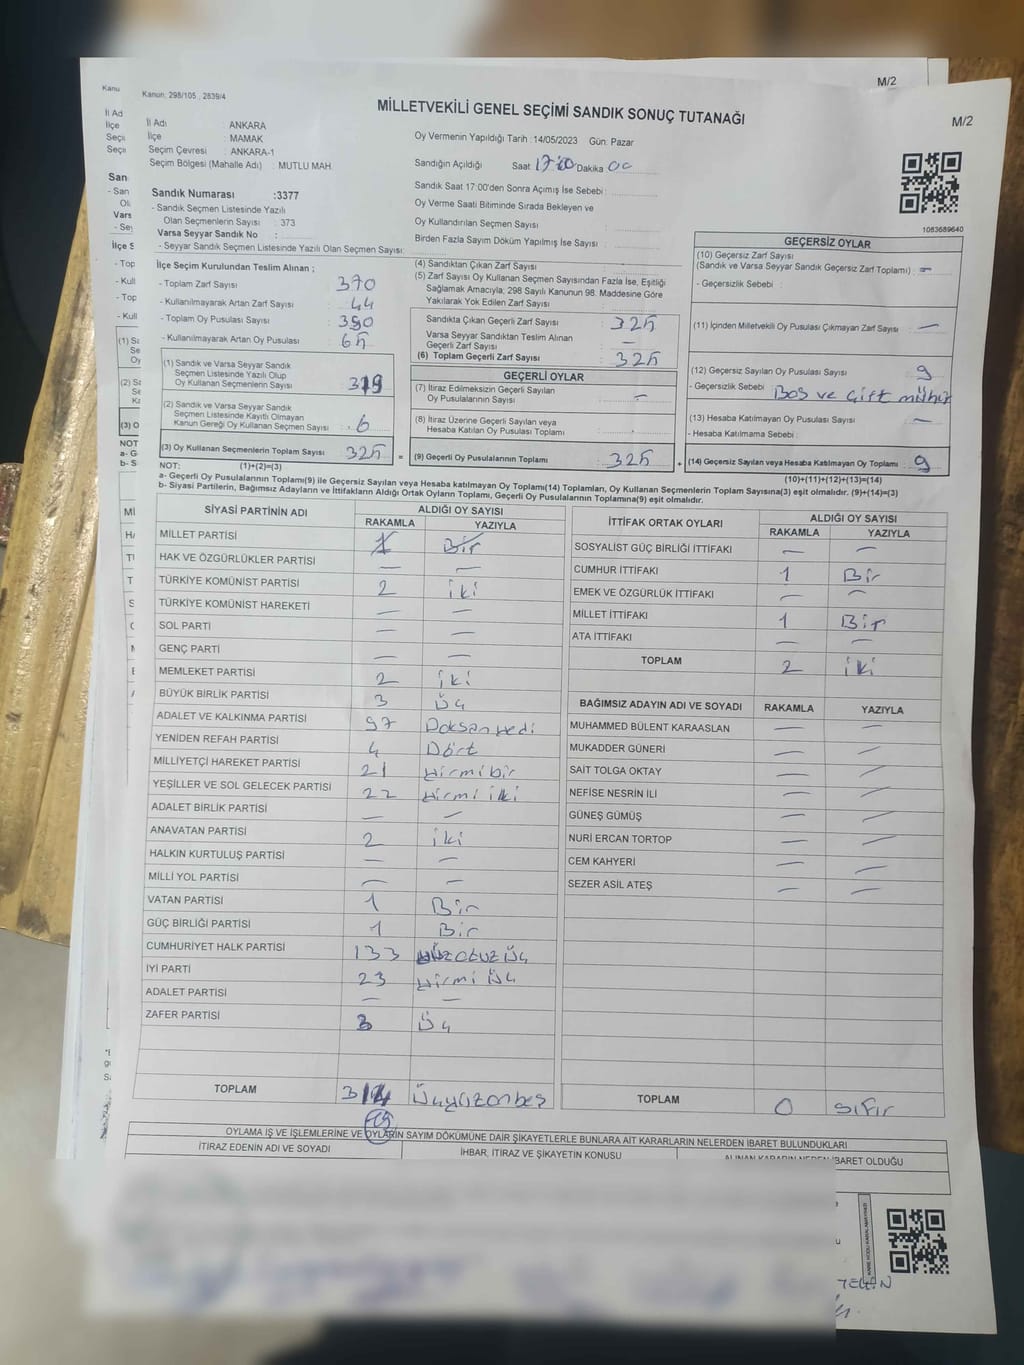 M/2
Kanu
Kanun; 298/105 , 2839/4
MİLLETVEKİLİ GENEL SEÇİMİ SANDIK SONUÇ TUTANAĞI
M/2
İl Adı ANKARA
İlçe : MAMAK
Seçim Çevresi : ANKARA-1
Seçim Bölgesi (Mahalle Adı) : MUTLU MAH.
Oy Vermenin Yapıldığı Tarih :14/05/2023 Gün: Pazar
Sandığın Açıldığı Saat 17:00 Dakika 00
Sandık Saat 17:00'den Sonra Açımış İse Sebebi :
Oy Verme Saati Bitiminde Sırada Bekleyen ve
Oy Kullandırılan Seçmen Sayısı
Birden Fazla Sayım Döküm Yapılmış İse Sayısı :
1083689640
Sandık Numarası :3377
- Sandık Seçmen Listesinde Yazılı
Olan Seçmenlerin Sayısı : 373
Varsa Seyyar Sandık No :
- Seyyar Sandık Seçmen Listesinde Yazılı Olan Seçmen Sayısı:
İlçe Seçim Kurulundan Teslim Alınan ;
- Toplam Zarf Sayısı : 370
- Kullanılmayarak Artan Zarf Sayısı : 44
- Toplam Oy Pusulası Sayısı : 390
- Kullanılmayarak Artan Oy Pusulası : 65
(1) Sandık ve Varsa Seyyar Sandık
Seçmen Listesinde Yazılı Olup
Oy Kullanan Seçmenlerin Sayısı : 319
(2) Sandık ve Varsa Seyyar Sandık
Seçmen Listesinde Kayıtlı Olmayan
Kanun Gereği Oy Kullanan Seçmen Sayısı : 6
(3) Oy Kullanan Seçmenlerin Toplam Sayısı : 325
(4) Sandıktan Çıkan Zarf Sayısı
(5) Zarf Sayısı Oy Kullanan Seçmen Sayısından Fazla İse, Eşitliği
Sağlamak Amacıyla, 298 Sayılı Kanunun 98. Maddesine Göre
Yakılarak Yok Edilen Zarf Sayısı
Sandıkta Çıkan Geçerli Zarf Sayısı : 325
Varsa Seyyar Sandıktan Teslim Alınan
Geçerli Zarf Sayısı : —
(6) Toplam Geçerli Zarf Sayısı : 325
GEÇERLİ OYLAR
(7) İtiraz Edilmeksizin Geçerli Sayılan
Oy Pusulalarının Sayısı : —
(8) İtiraz Üzerine Geçerli Sayılan veya
Hesaba Katılan Oy Pusulası Toplamı :
= (9) Geçerli Oy Pusulalarının Toplamı : 325
GEÇERSİZ OYLAR
(10) Geçersiz Zarf Sayısı
(Sandık ve Varsa Seyyar Sandık Geçersiz Zarf Toplamı) : —
- Geçersizlik Sebebi :
(11) İçinden Milletvekili Oy Pusulası Çıkmayan Zarf Sayısı : —
(12) Geçersiz Sayılan Oy Pusulası Sayısı : 9
- Geçersizlik Sebebi : Boş ve Çift mühür
(13) Hesaba Katılmayan Oy Pusulası Sayısı : —
- Hesaba Katılmama Sebebi :
+ (14) Geçersiz Sayılan veya Hesaba Katılmayan Oy Toplamı : 9
NOT: (1)+(2)=(3) (10)+(11)+(12)+(13)=(14)
a- Geçerli Oy Pusulalarının Toplamı(9) ile Geçersiz Sayılan veya Hesaba katılmayan Oy Toplamı(14) Toplamları, Oy Kullanan Seçmenlerin Toplam Sayısına(3) eşit olmalıdır. (9)+(14)=(3)
b- Siyasi Partilerin, Bağımsız Adayların ve İttifakların Aldığı Ortak Oyların Toplamı, Geçerli Oy Pusulalarının Toplamına(9) eşit olmalıdır.
SİYASİ PARTİNİN ADI ALDIĞI OY SAYISI
RAKAMLA YAZIYLA
MİLLET PARTİSİ 1 Bir
HAK VE ÖZGÜRLÜKLER PARTİSİ — —
TÜRKİYE KOMÜNİST PARTİSİ 2 iki
TÜRKİYE KOMÜNİST HAREKETİ — —
SOL PARTİ — —
GENÇ PARTİ — —
MEMLEKET PARTİSİ 2 iki
BÜYÜK BİRLİK PARTİSİ 3 Üç
ADALET VE KALKINMA PARTİSİ 97 Doksanyedi
YENİDEN REFAH PARTİSİ 4 Dört
MİLLİYETÇİ HAREKET PARTİSİ 21 Yirmibir
YEŞİLLER VE SOL GELECEK PARTİSİ 22 Yirmi iki
ADALET BİRLİK PARTİSİ — —
ANAVATAN PARTİSİ 2 iki
HALKIN KURTULUŞ PARTİSİ — —
MİLLİ YOL PARTİSİ — —
VATAN PARTİSİ 1 Bir
GÜÇ BİRLİĞİ PARTİSİ 1 Bir
CUMHURİYET HALK PARTİSİ 133 Yüzotuz Üç
İYİ PARTİ 23 Yirmi Üç
ADALET PARTİSİ — —
ZAFER PARTİSİ 3 Üç
TOPLAM 314 Üçyüzonbeş
İTTİFAK ORTAK OYLARI ALDIĞI OY SAYISI
RAKAMLA YAZIYLA
SOSYALİST GÜÇ BİRLİĞİ İTTİFAKI — —
CUMHUR İTTİFAKI 1 Bir
EMEK VE ÖZGÜRLÜK İTTİFAKI — —
MİLLET İTTİFAKI 1 Bir
ATA İTTİFAKI — —
TOPLAM 2 iki
BAĞIMSIZ ADAYIN ADI VE SOYADI RAKAMLA YAZIYLA
MUHAMMED BÜLENT KARAASLAN — —
MUKADDER GÜNERİ — —
SAİT TOLGA OKTAY — —
NEFİSE NESRİN İLİ — —
GÜNEŞ GÜMÜŞ — —
NURİ ERCAN TORTOP — —
CEM KAHYERİ — —
SEZER ASİL ATEŞ — —
TOPLAM 0 sıfır
OYLAMA İŞ VE İŞLEMLERİNE VE OYLARIN SAYIM DÖKÜMÜNE DAİR ŞİKAYETLERLE BUNLARA AİT KARARLARIN NELERDEN İBARET BULUNDUKLARI
İTİRAZ EDENİN ADI VE SOYADI İHBAR, İTİRAZ VE ŞİKAYETİN KONUSU ALINAN KARARIN NEDEN İBARET OLDUĞU